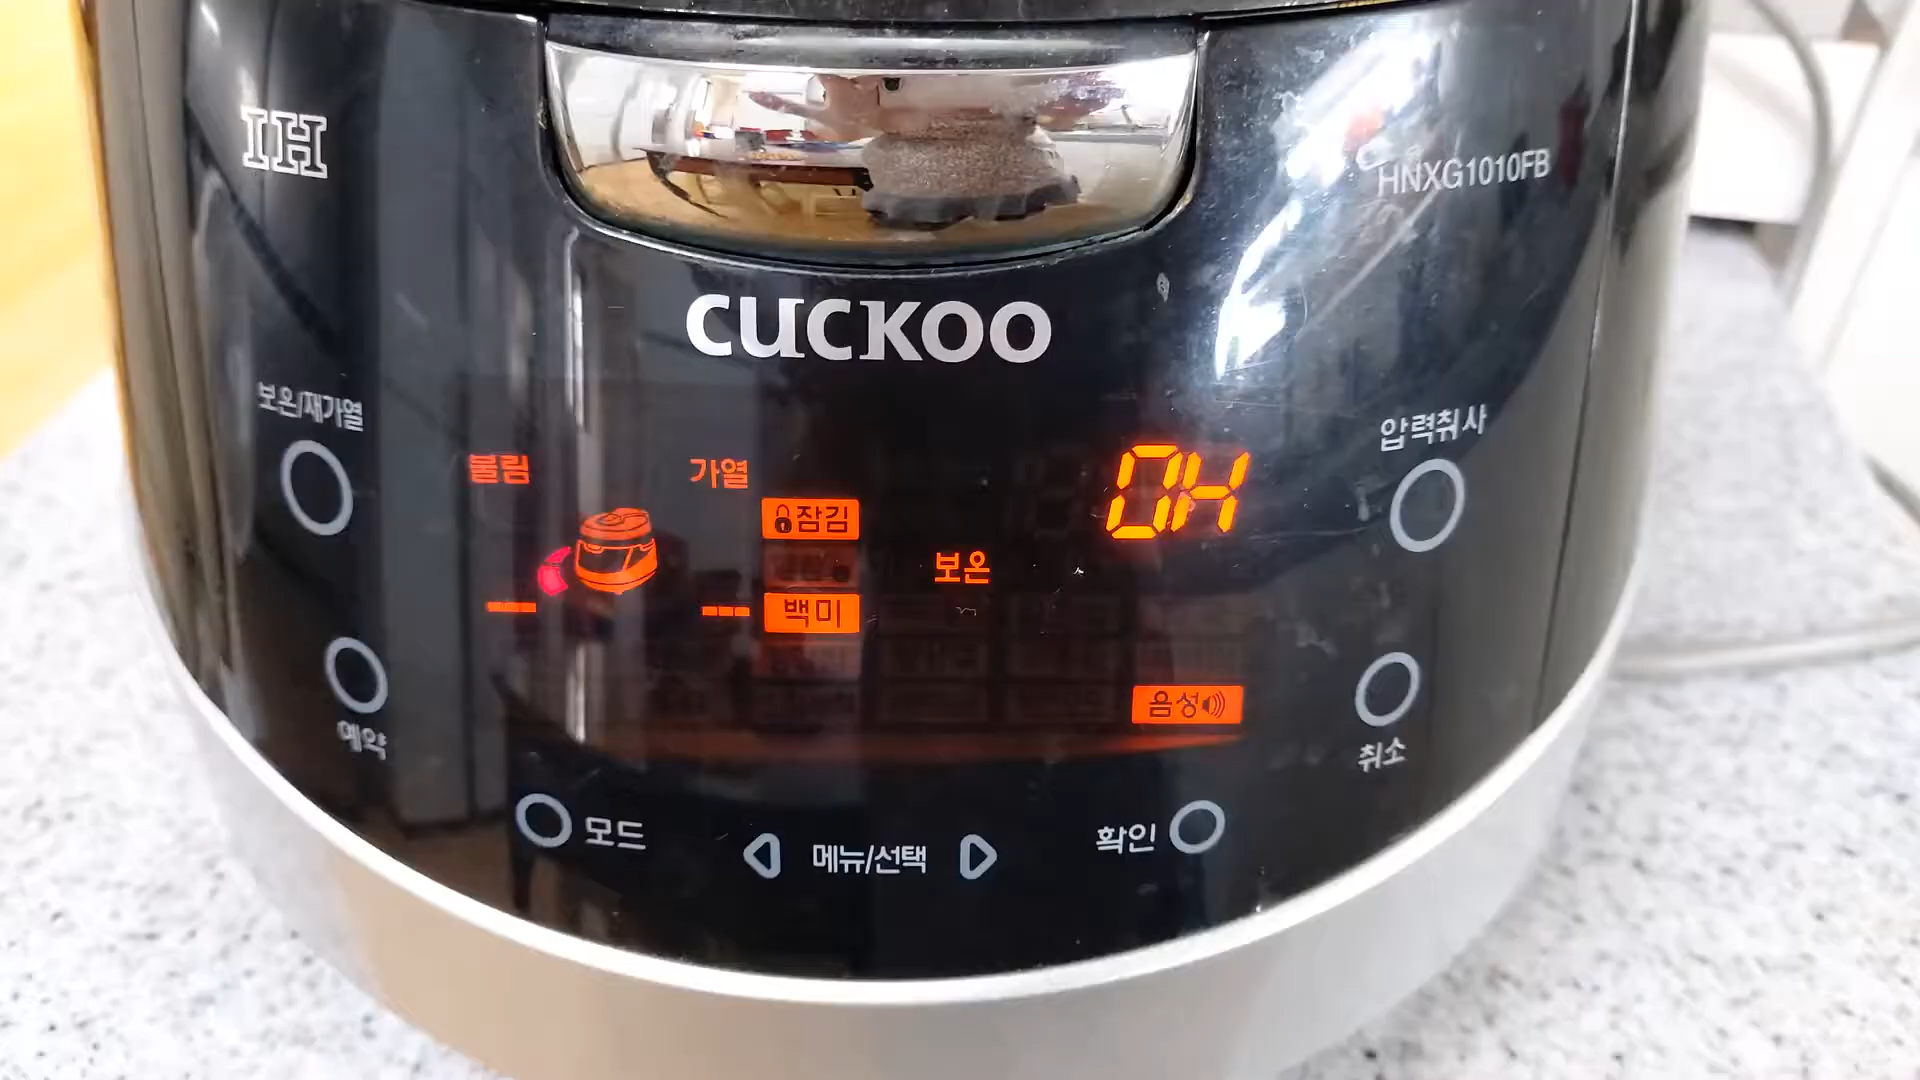 IH
HNXG1010FB
CUCKOO
보온/재가열
압력취사
불림
가열
0H
잠김
보온
백미
음성
예약
취소
모드
메뉴/선택
확인